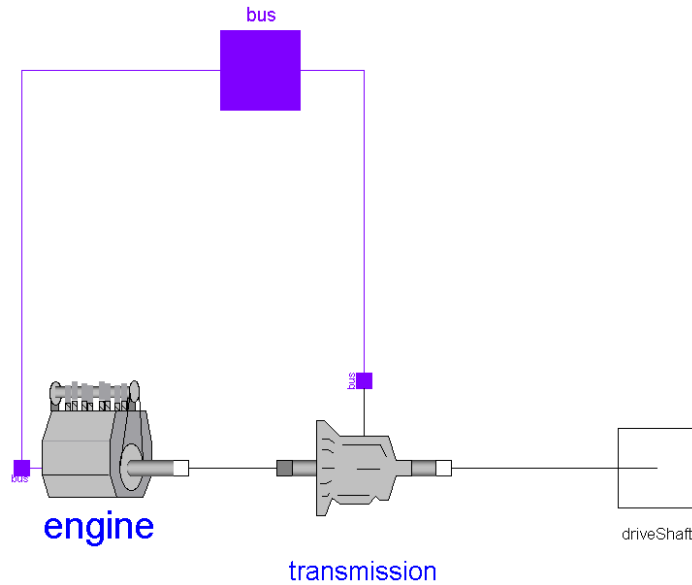 bus
bus
bus
engine
driveShaft
transmission